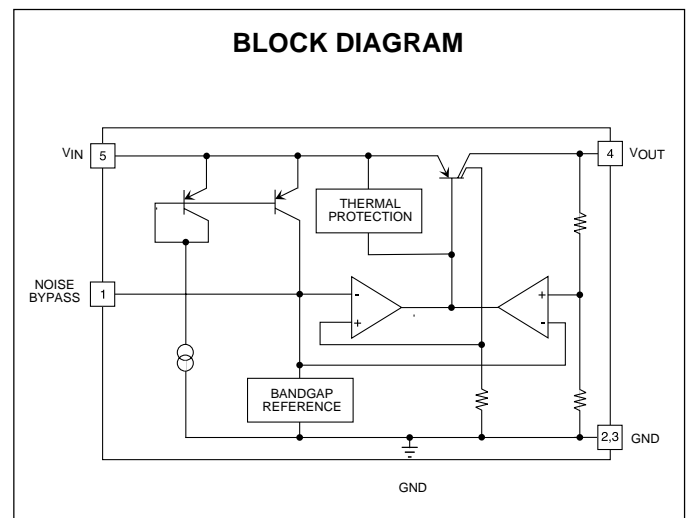 BLOCK DIAGRAM
VIN 5
4 VOUT
THERMAL
PROTECTION
NOISE
BYPASS
1
-
+
+
-
BANDGAP
REFERENCE
2,3 GND
GND